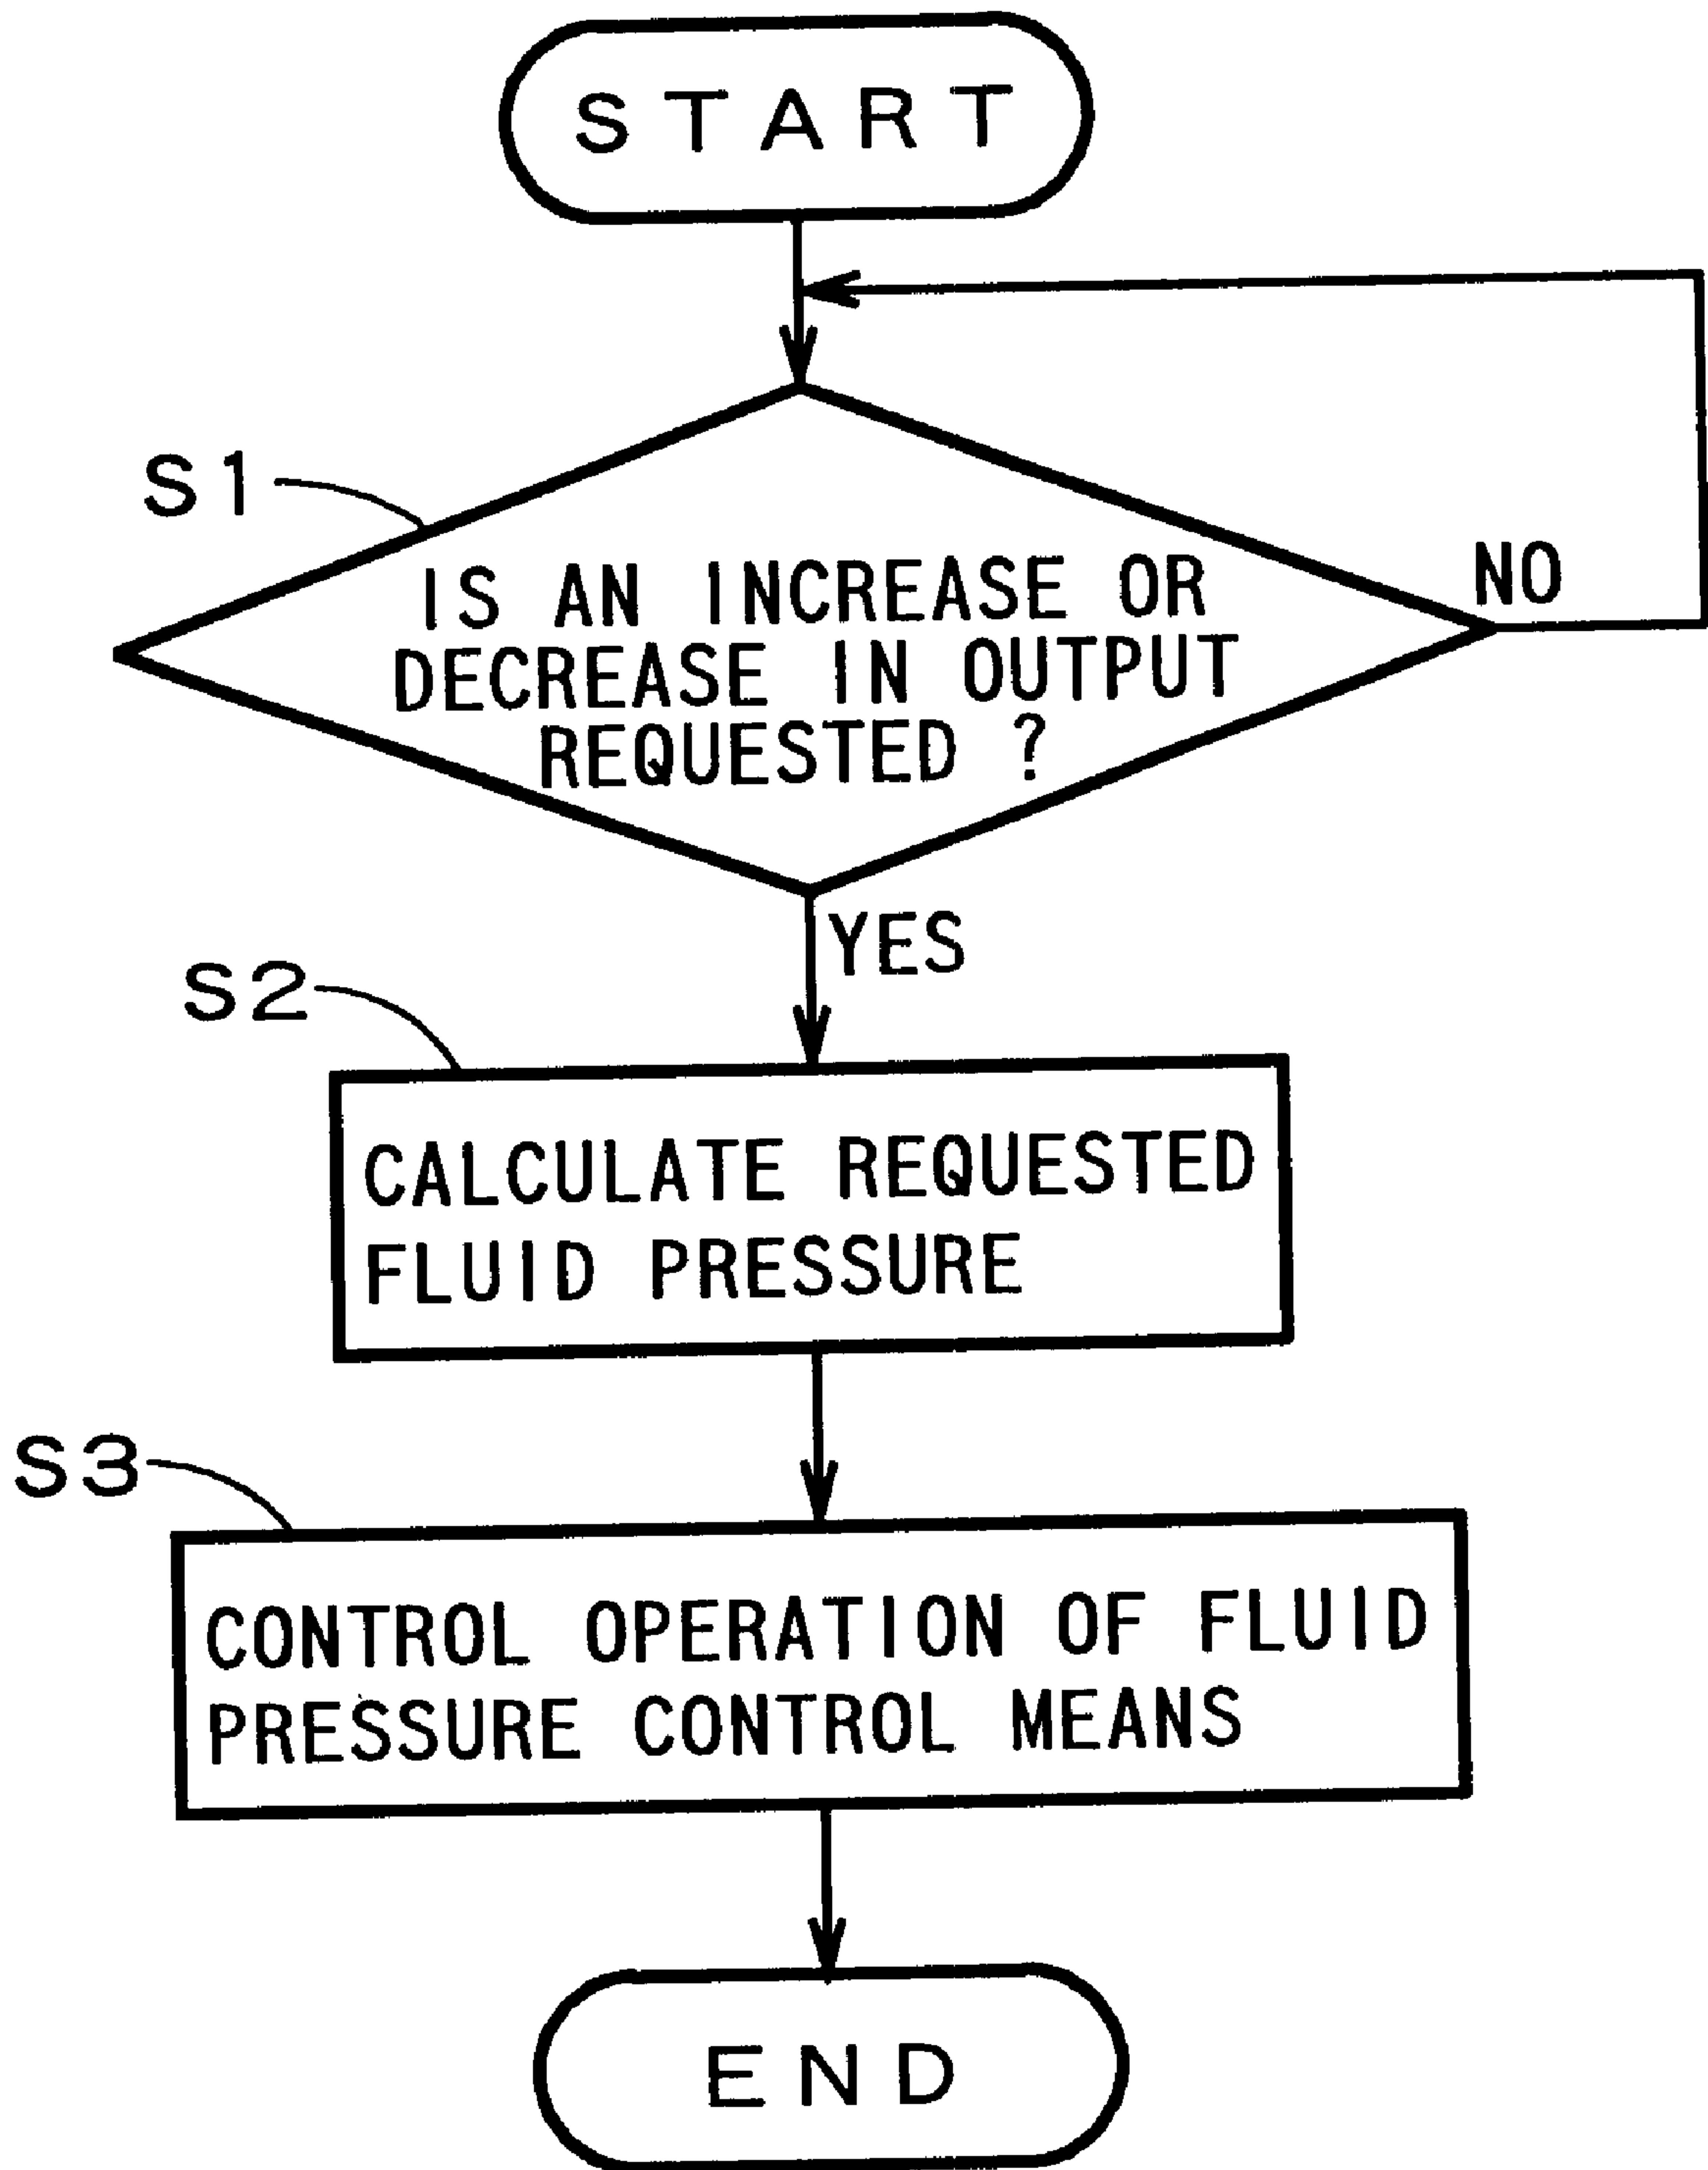 START
S1
IS AN INCREASE OR
DECREASE IN OUTPUT
REQUESTED ?
NO
YES
S2
CALCULATE REQUESTED
FLUID PRESSURE
S3
CONTROL OPERATION OF FLUID
PRESSURE CONTROL MEANS
END